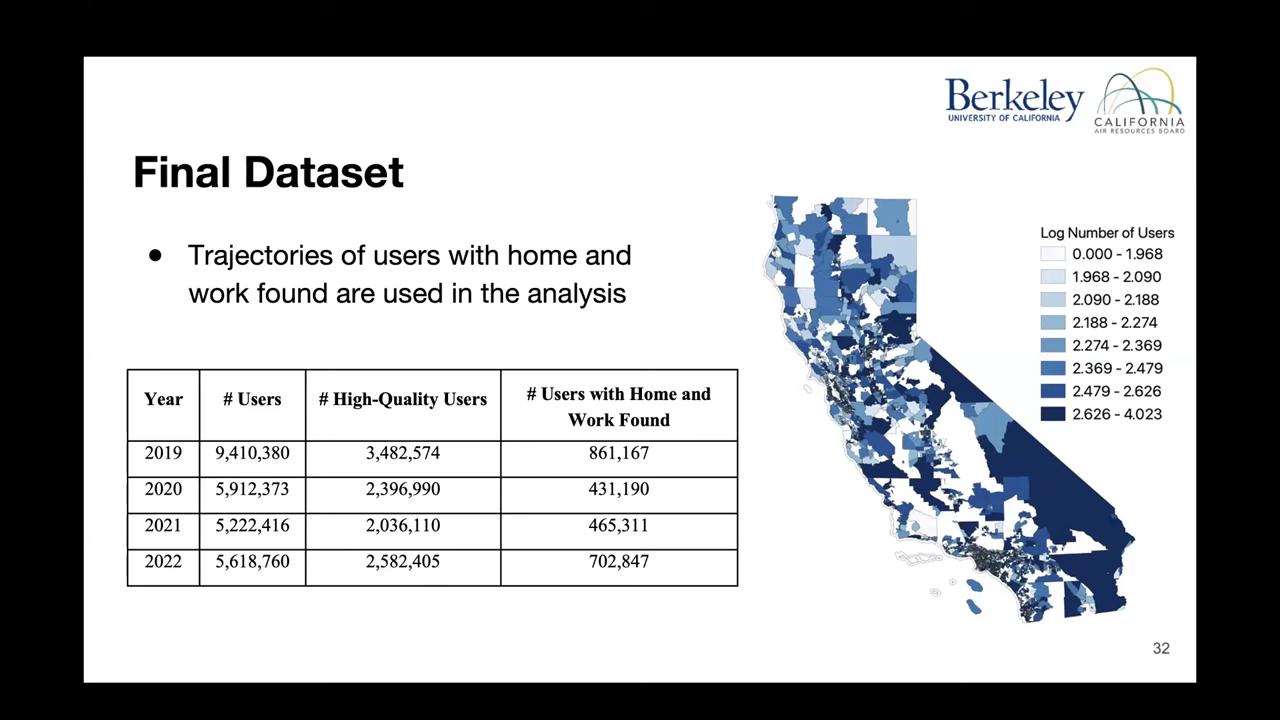 Berkeley
UNIVERSITY OF CALIFORNIA
CALIFORNIA
AIR RESOURCES BOARD
Final Dataset
● Trajectories of users with home and
work found are used in the analysis
Year # Users # High-Quality Users # Users with Home and
Work Found
2019 9,410,380 3,482,574 861,167
2020 5,912,373 2,396,990 431,190
2021 5,222,416 2,036,110 465,311
2022 5,618,760 2,582,405 702,847
Log Number of Users
0.000 - 1.968
1.968 - 2.090
2.090 - 2.188
2.188 - 2.274
2.274 - 2.369
2.369 - 2.479
2.479 - 2.626
2.626 - 4.023
32